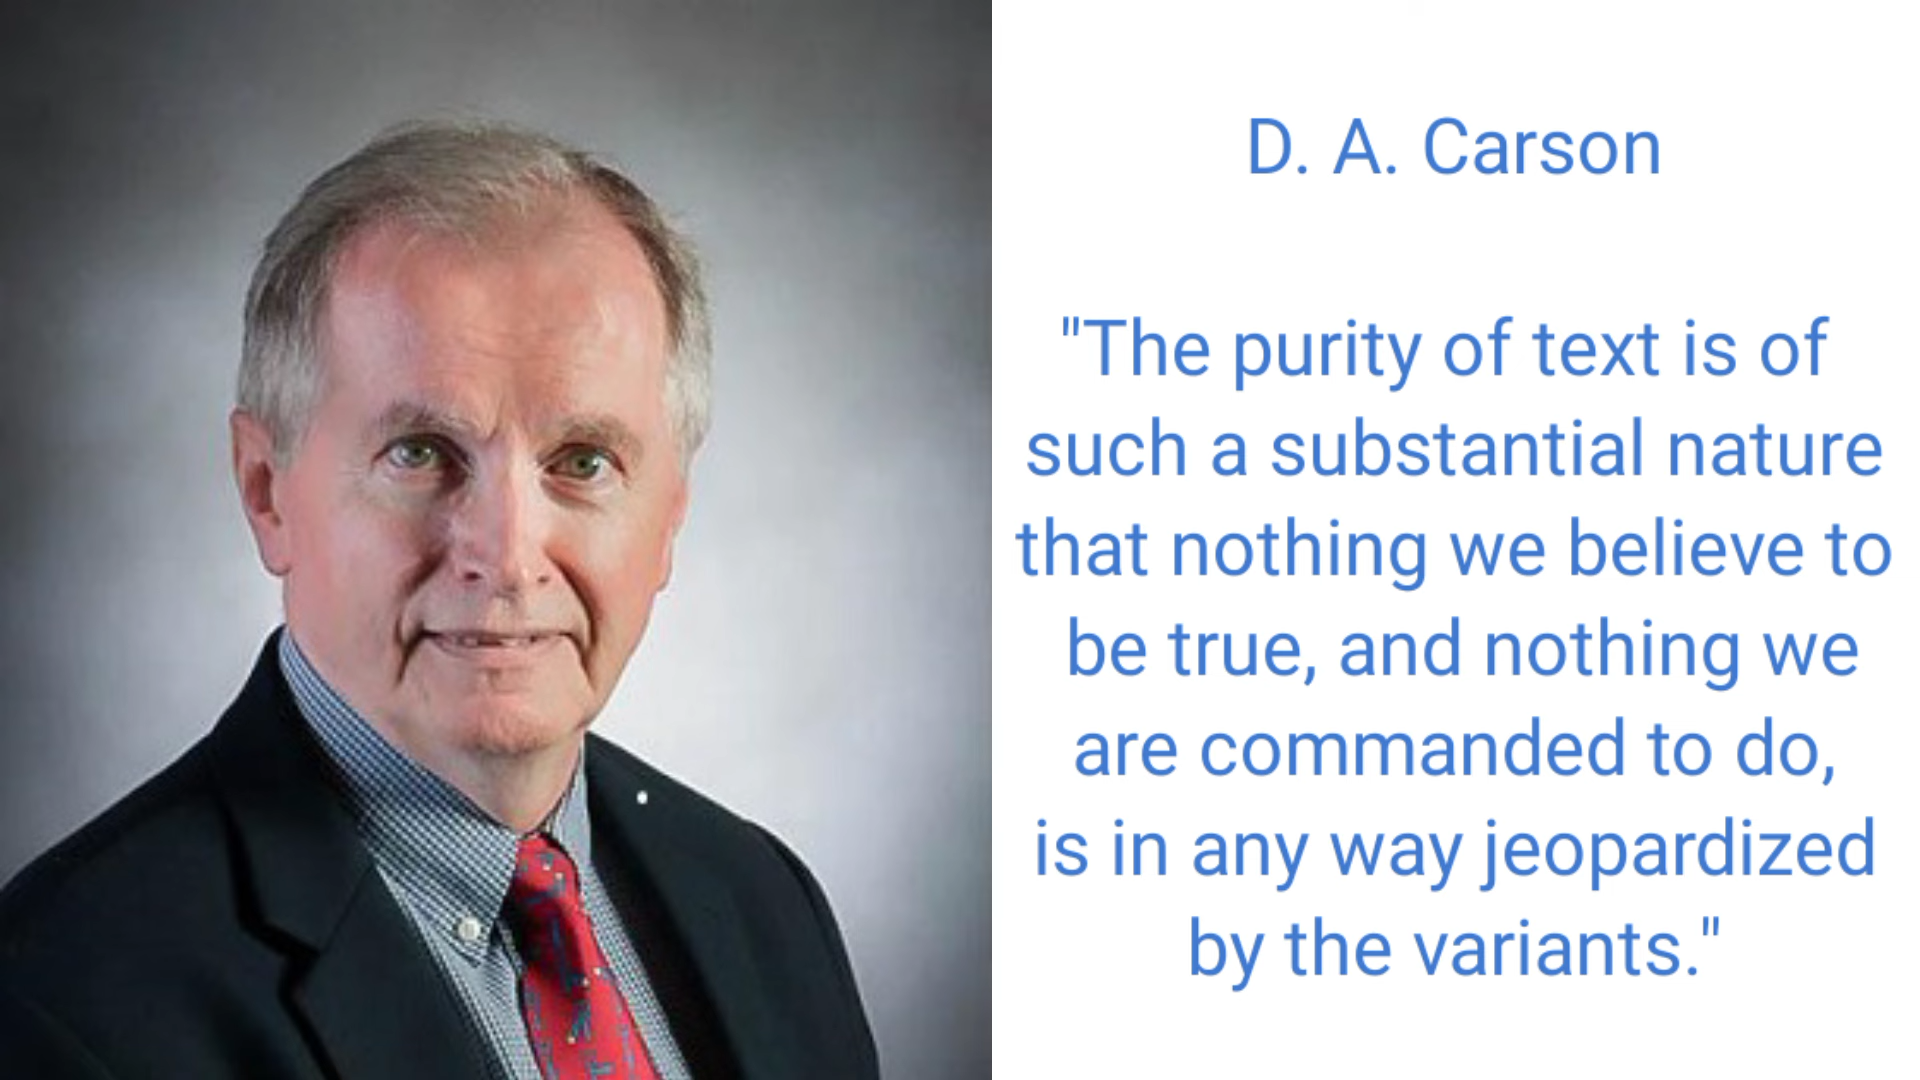 D. A. Carson
"The purity of text is of
such a substantial nature
that nothing we believe to
be true, and nothing we
are commanded to do,
is in any way jeopardized
by the variants."